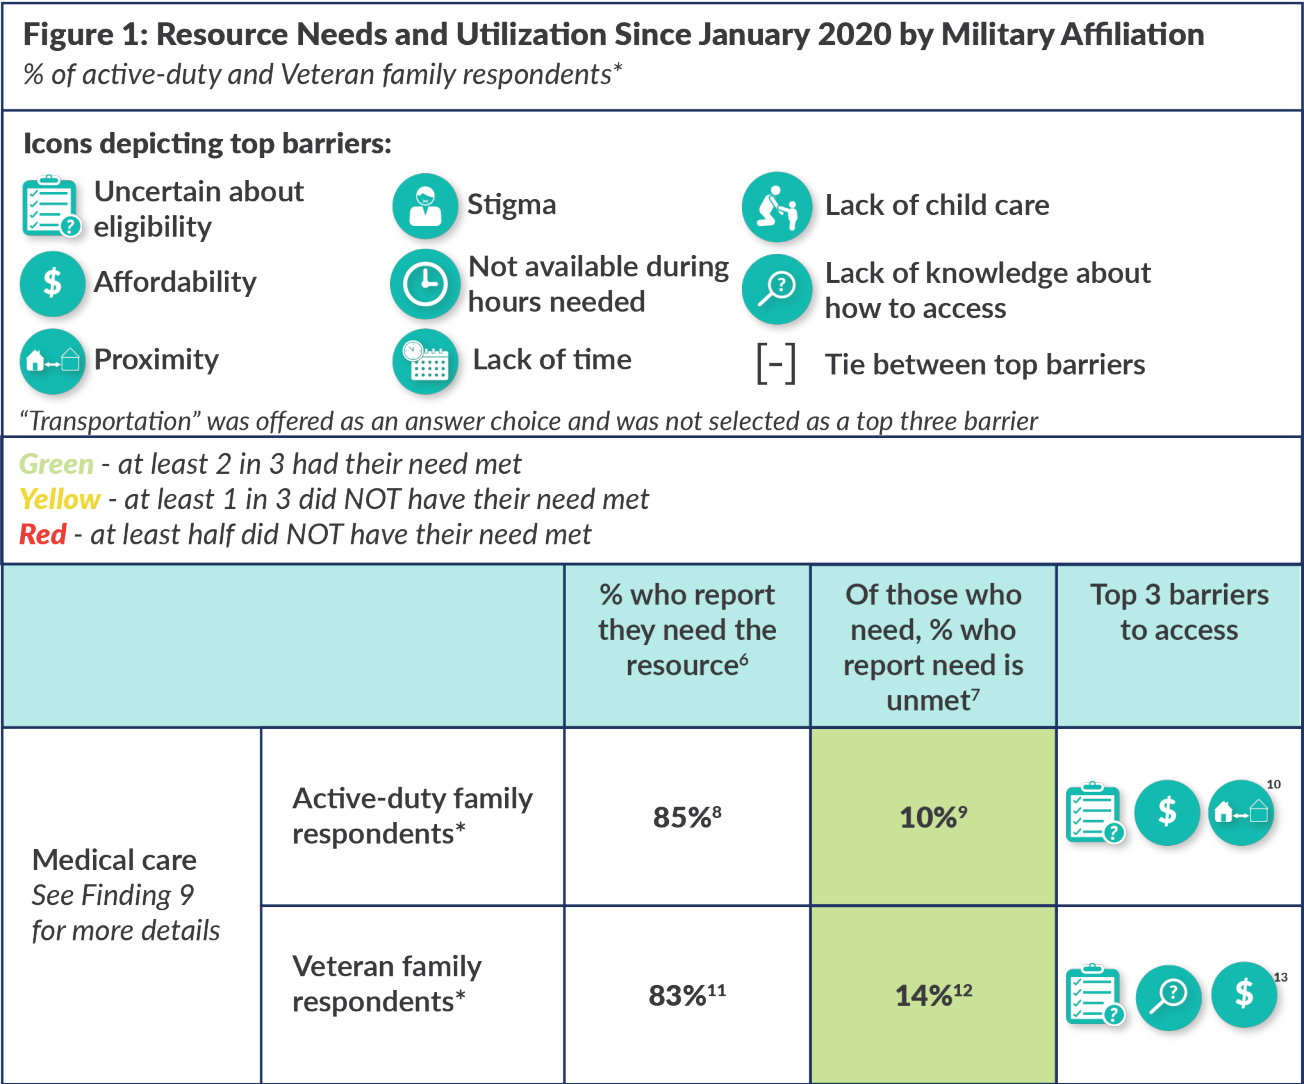 Figure 1: Resource Needs and Utilization Since January 2020 by Military Affiliation
% of active-duty and Veteran family respondents*
Icons depicting top barriers:
Uncertain about
eligibility
?
Stigma
Lack of child care
$
Affordability
Not available during
hours needed
?
Lack of knowledge about
how to access
Proximity
Lack of time
[-]
Tie between top barriers
“Transportation” was offered as an answer choice and was not selected as a top three barrier
Green - at least 2 in 3 had their need met
Yellow - at least 1 in 3 did NOT have their need met
Red - at least half did NOT have their need met
% who report
they need the
resource⁶
Of those who
need, % who
report need is
unmet⁷
Top 3 barriers
to access
Medical care
See Finding 9
for more details
Active-duty family
respondents*
85%⁸
10%⁹
?
$
10
Veteran family
respondents*
83%¹¹
14%¹²
?
?
$
13